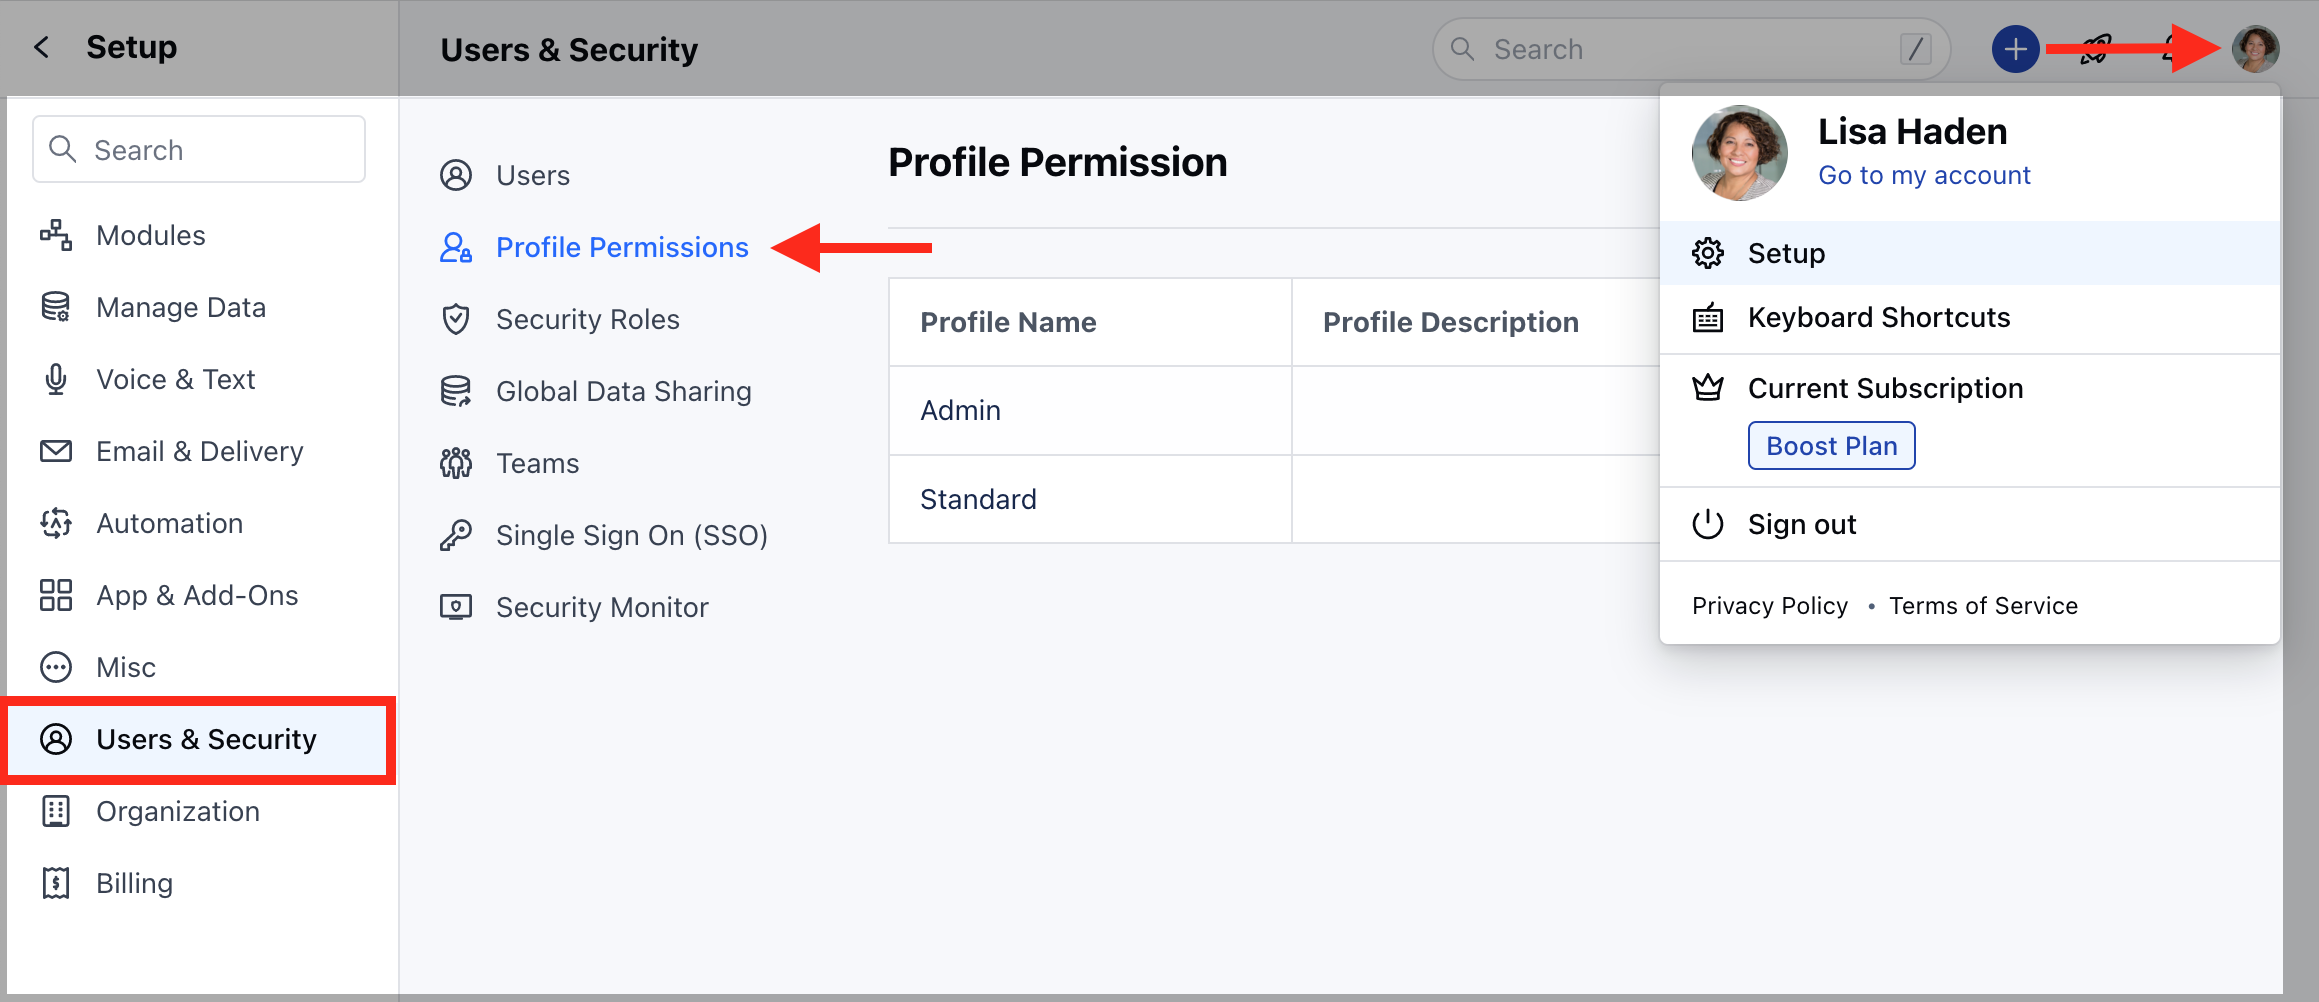 Setup
Users & Security
Search
/
Search
Modules
Manage Data
Voice & Text
Email & Delivery
Automation
App & Add-Ons
Misc
Users & Security
Organization
Billing
Users
Profile Permissions
Security Roles
Global Data Sharing
Teams
Single Sign On (SSO)
Security Monitor
Profile Permission
Profile Name
Profile Description
Admin
Standard
Lisa Haden
Go to my account
Setup
Keyboard Shortcuts
Current Subscription
Boost Plan
Sign out
Privacy Policy • Terms of Service